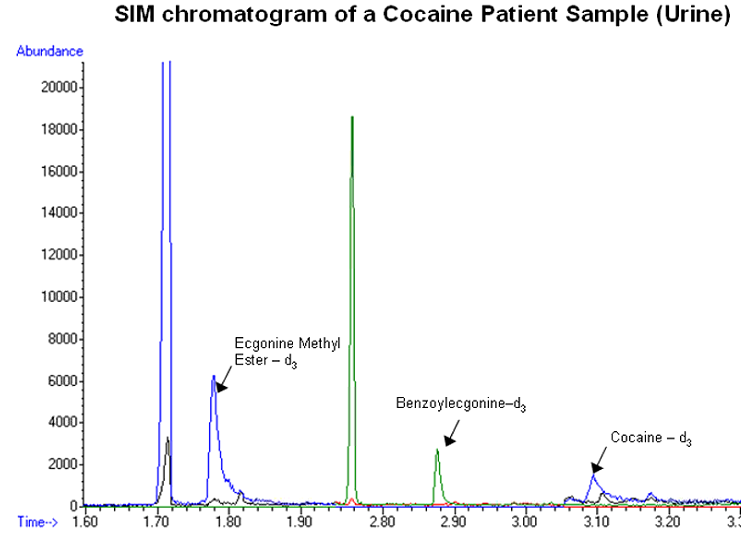 SIM chromatogram of a Cocaine Patient Sample (Urine)
Abundance
20000
18000
16000
14000
12000
10000
8000
6000
4000
2000
0
Ecgonine Methyl
Ester – d3
Benzoylecgonine–d3
Cocaine – d3
1.60 1.70 1.80 1.90 2.80 2.90 3.00 3.10 3.20 3.3
Time-->